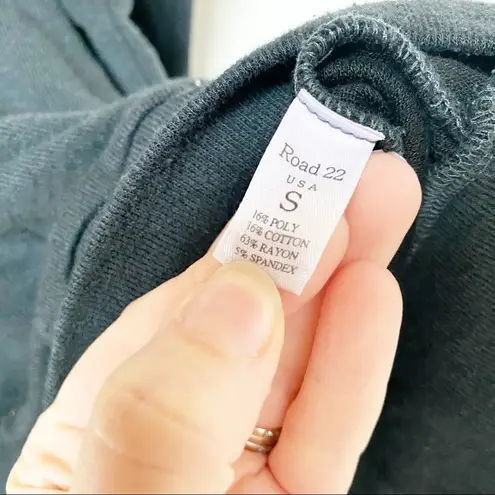 Road 22
USA
S
16% POLY
16% COTTON
63% RAYON
5% SPANDEX